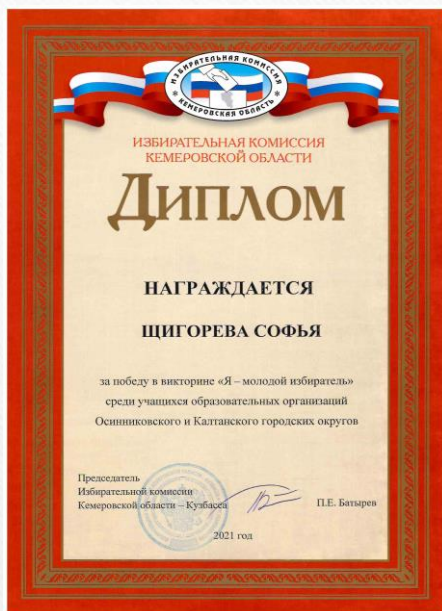 ИЗБИРАТЕЛЬНАЯ КОМИССИЯ
КЕМЕРОВСКАЯ ОБЛАСТЬ
ИЗБИРАТЕЛЬНАЯ КОМИССИЯ
КЕМЕРОВСКОЙ ОБЛАСТИ
ДИПЛОМ
НАГРАЖДАЕТСЯ
ЩИГОРЕВА СОФЬЯ
за победу в викторине «Я – молодой избиратель»
среди учащихся образовательных организаций
Осинниковского и Калтанского городских округов
Председатель
Избирательной комиссии
Кемеровской области – Кузбасса
П.Е. Батырев
2021 год